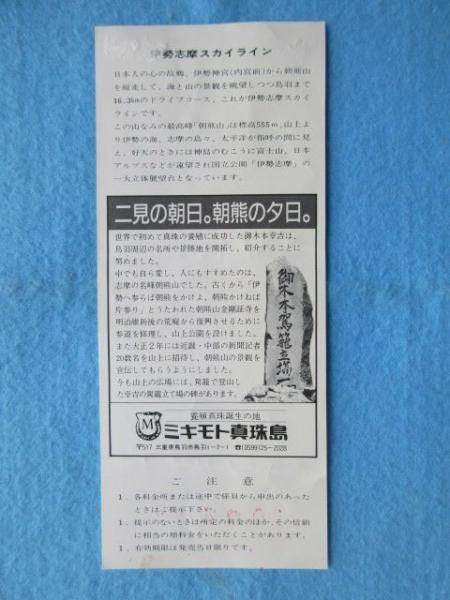 伊勢志摩スカイライン
日本人の心の故郷、伊勢神宮(内宮前)から朝熊山
を縦走して、海と山の景観を眺望しつつ鳥羽まで
16.3kmのドライブコース、これが伊勢志摩スカイ
ラインです。
この山なみの最高峰「朝熊山」は標高555m、山上よ
り伊勢の海、志摩の島々、太平洋が指呼の間に見
え、好天のときには神島のむこうに富士山、日本
アルプスなどが遠望され国立公園「伊勢志摩」の
一大立体展望台となっています。
二見の朝日。朝熊の夕日。
世界で初めて真珠の養殖に成功した御木本幸吉は、
鳥羽周辺の名所や景勝地を開拓し、紹介することに
努めました。
中でも自ら愛し、人にもすすめたのは、
志摩の名峰朝熊山でした。古くから「伊
勢へ参らば朝熊をかけよ、朝熊かけねば
片参り」とうたわれた朝熊山金剛証寺を
明治維新後の荒廃から復興させるために
参道を修理し、山上公園を設けました。
また大正2年には近畿・中部の新聞記者
20数名を山上に招待し、朝熊山の景観を
宣伝してもらうようにしました。
今も山上の広場には、駕籠で登山し
た幸吉の駕籠立て場の碑があります。
御木本駕籠立場
養殖真珠誕生の地
M
ミキモト真珠島
〒517 三重県鳥羽市鳥羽1-7-1 ☎(0599)25-2028
ご注意
1. 各料金所または途中で係員から申出のあった
ときはご提示下さい。
1. 提示のないときは所定の料金のほか、その倍額
に相当の増料金をいただくことがあります。
1. 有効期限は発売当日限りです。